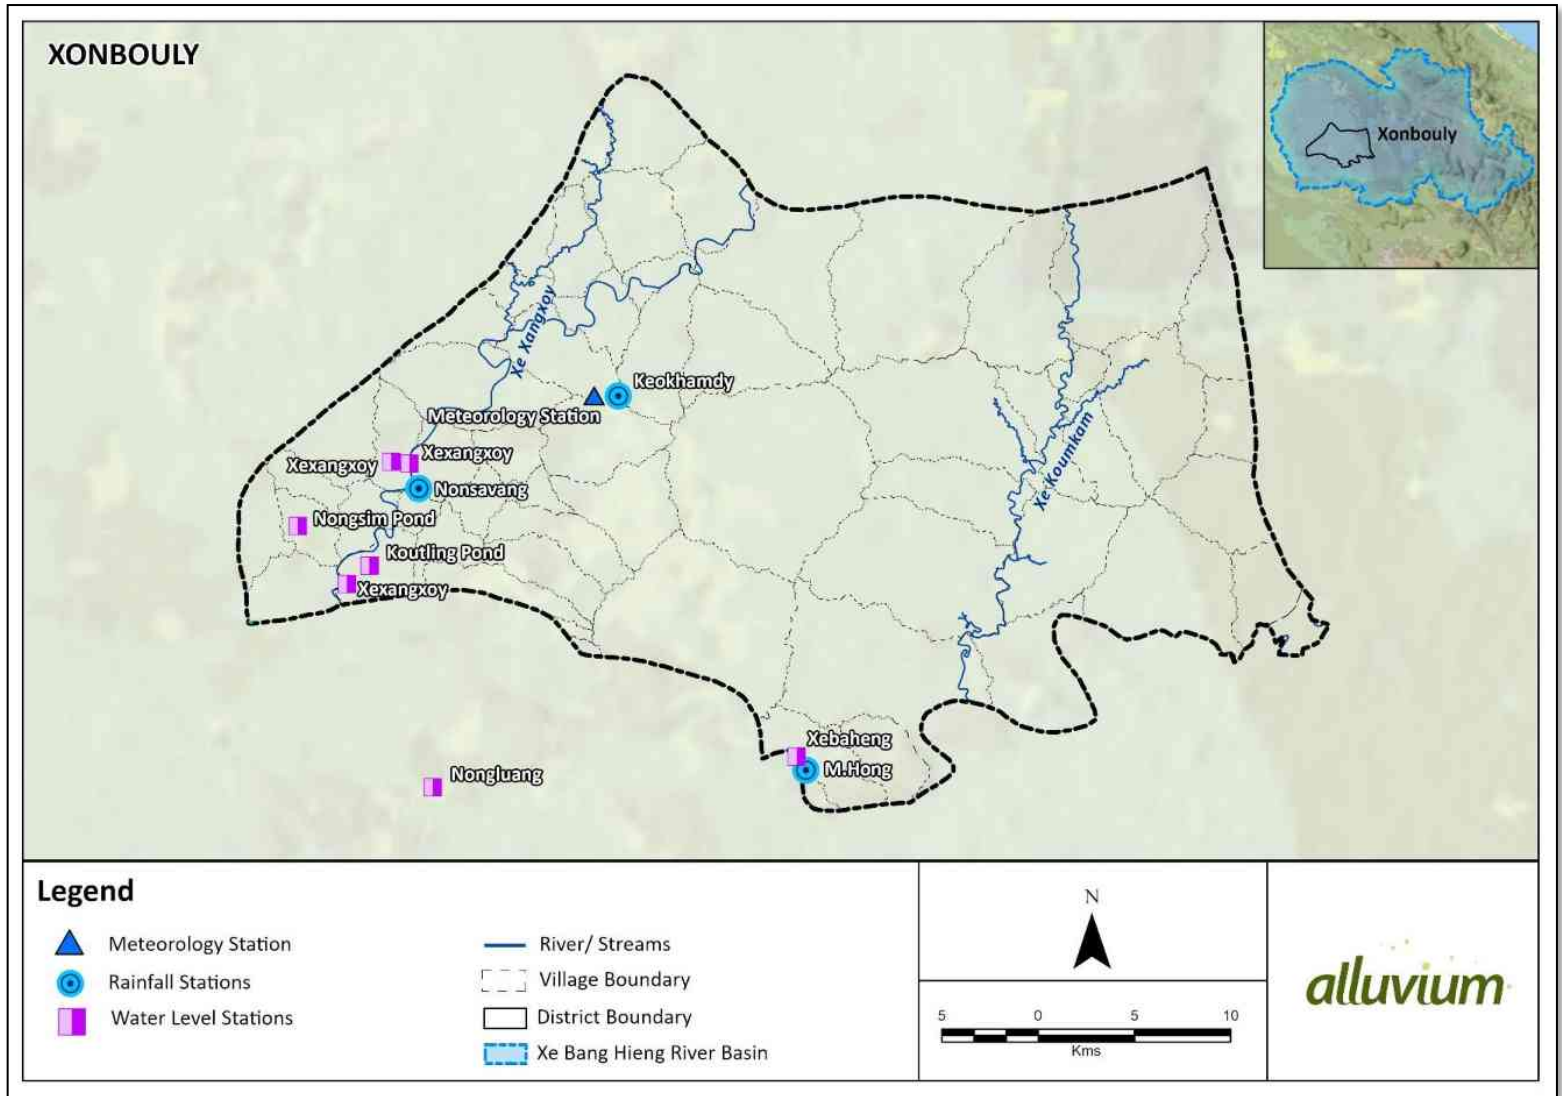 XONBOULY
Xonbouly
Xe Xangxoy
Keokhamdy
Meteorology Station
Xexangxoy
Xexangxoy
Nonsavang
Nongsim Pond
Koutling Pond
Xexangxoy
Xe Koumkam
Xebaheng
M.Hong
Nongluang
Legend
Meteorology Station
Rainfall Stations
Water Level Stations
River/ Streams
Village Boundary
District Boundary
Xe Bang Hieng River Basin
N
5 0 5 10
Kms
alluvium